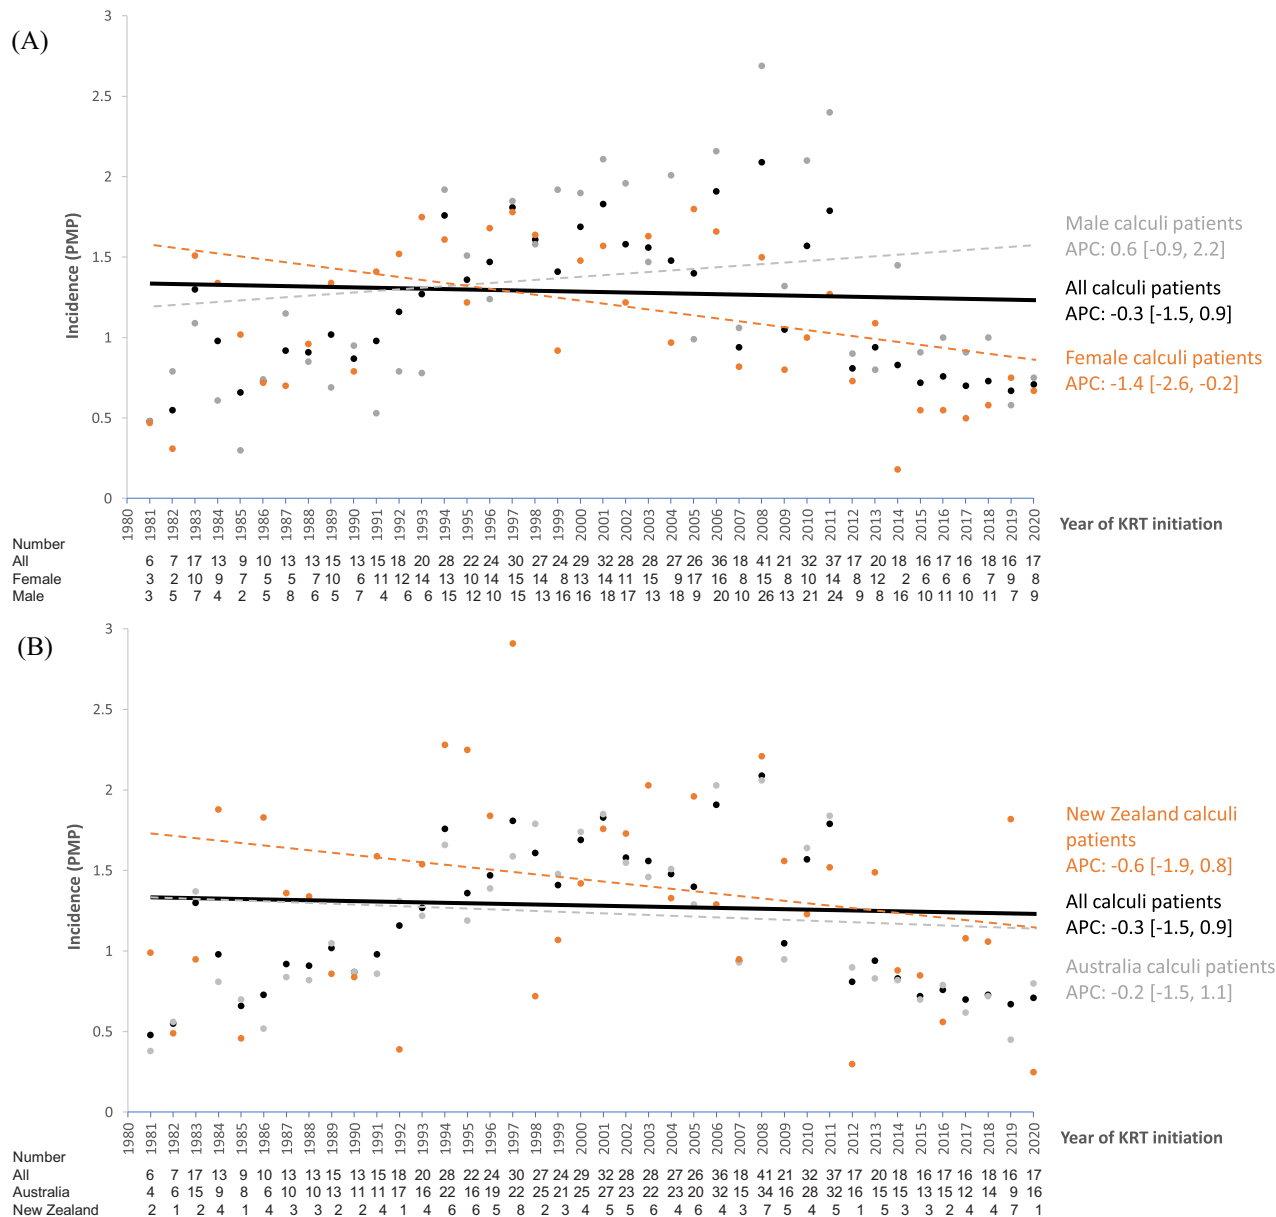 (A)
3
2.5
2
1.5
1
0.5
0
Incidence (PMP)
Male calculi patients
APC: 0.6 [-0.9, 2.2]
All calculi patients
APC: -0.3 [-1.5, 0.9]
Female calculi patients
APC: -1.4 [-2.6, -0.2]
1980 1981 1982 1983 1984 1985 1986 1987 1988 1989 1990 1991 1992 1993 1994 1995 1996 1997 1998 1999 2000 2001 2002 2003 2004 2005 2006 2007 2008 2009 2010 2011 2012 2013 2014 2015 2016 2017 2018 2019 2020
Year of KRT initiation
Number
All 6 7 17 13 9 10 13 13 15 13 15 18 20 28 22 24 30 27 24 29 32 28 28 27 26 36 18 41 21 32 37 17 20 18 16 16 16 18 16 17
Female 3 2 10 9 7 5 5 7 10 6 11 12 14 13 10 14 15 14 8 13 14 11 15 9 17 16 8 15 8 10 14 8 12 2 6 6 6 7 9 8
Male 3 5 7 4 2 5 8 6 5 7 4 6 6 15 12 10 15 13 16 16 18 17 13 18 9 20 10 26 13 21 24 9 8 16 10 11 10 11 7 9
(B)
3
2.5
2
1.5
1
0.5
0
Incidence (PMP)
New Zealand calculi
patients
APC: -0.6 [-1.9, 0.8]
All calculi patients
APC: -0.3 [-1.5, 0.9]
Australia calculi patients
APC: -0.2 [-1.5, 1.1]
1980 1981 1982 1983 1984 1985 1986 1987 1988 1989 1990 1991 1992 1993 1994 1995 1996 1997 1998 1999 2000 2001 2002 2003 2004 2005 2006 2007 2008 2009 2010 2011 2012 2013 2014 2015 2016 2017 2018 2019 2020
Year of KRT initiation
Number
All 6 7 17 13 9 10 13 13 15 13 15 18 20 28 22 24 30 27 24 29 32 28 28 27 26 36 18 41 21 32 37 17 20 18 16 17 16 18 16 17
Australia 4 6 15 9 8 6 10 10 13 11 11 17 16 22 16 19 22 25 21 25 27 23 22 23 20 32 15 34 16 28 32 16 15 15 13 15 12 14 9 16
New Zealand 2 1 2 4 1 4 3 3 2 2 4 1 4 6 6 5 8 2 3 4 5 5 6 4 6 4 3 7 5 4 5 1 5 3 3 2 4 4 7 1